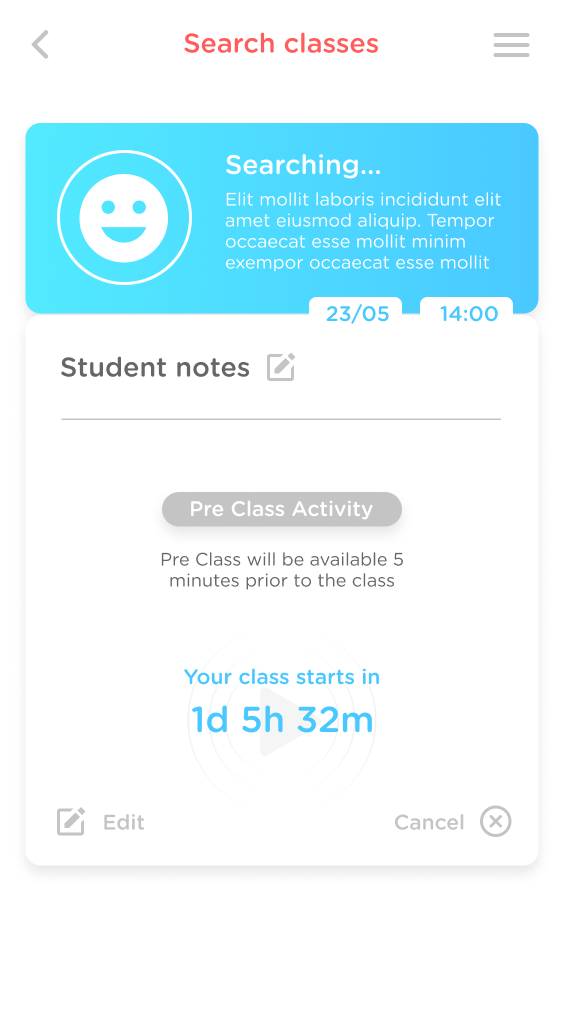 Search classes
Searching...
Elit mollit laboris incididunt elit
amet eiusmod aliquip. Tempor
occaecat esse mollit minim
exempor occaecat esse mollit
23/05 14:00
Student notes
Pre Class Activity
Pre Class will be available 5
minutes prior to the class
Your class starts in
1d 5h 32m
Edit Cancel